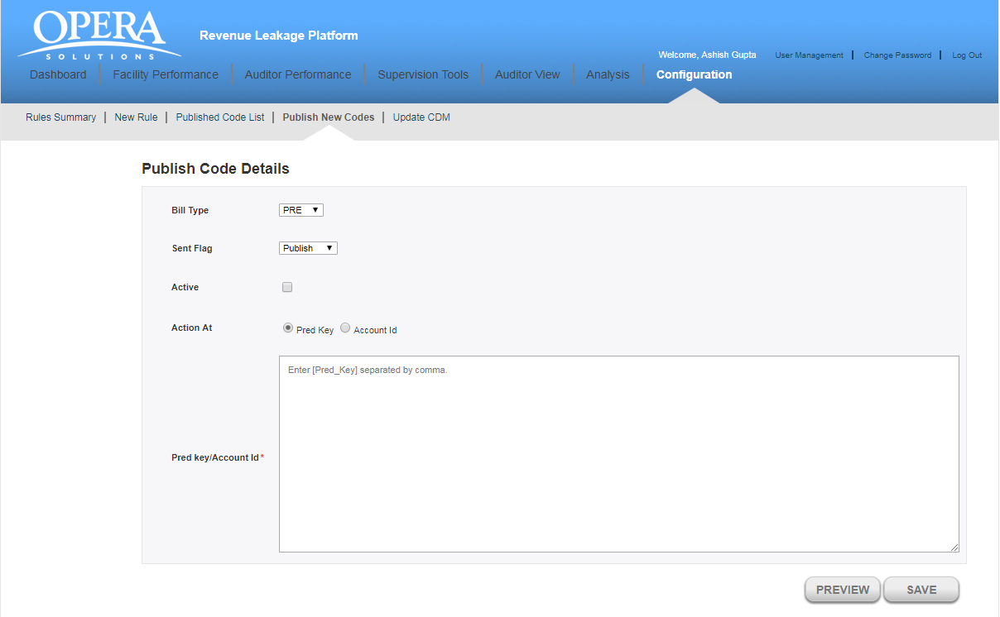 OPERA
SOLUTIONS
Revenue Leakage Platform
Welcome, Ashish Gupta User Management | Change Password | Log Out
Dashboard Facility Performance Auditor Performance Supervision Tools Auditor View Analysis Configuration
Rules Summary | New Rule | Published Code List | Publish New Codes | Update CDM
Publish Code Details
Bill Type PRE
Sent Flag Publish
Active
Action At Pred Key Account Id
Enter [Pred_Key] separated by comma.
Pred key/Account Id*
PREVIEW SAVE